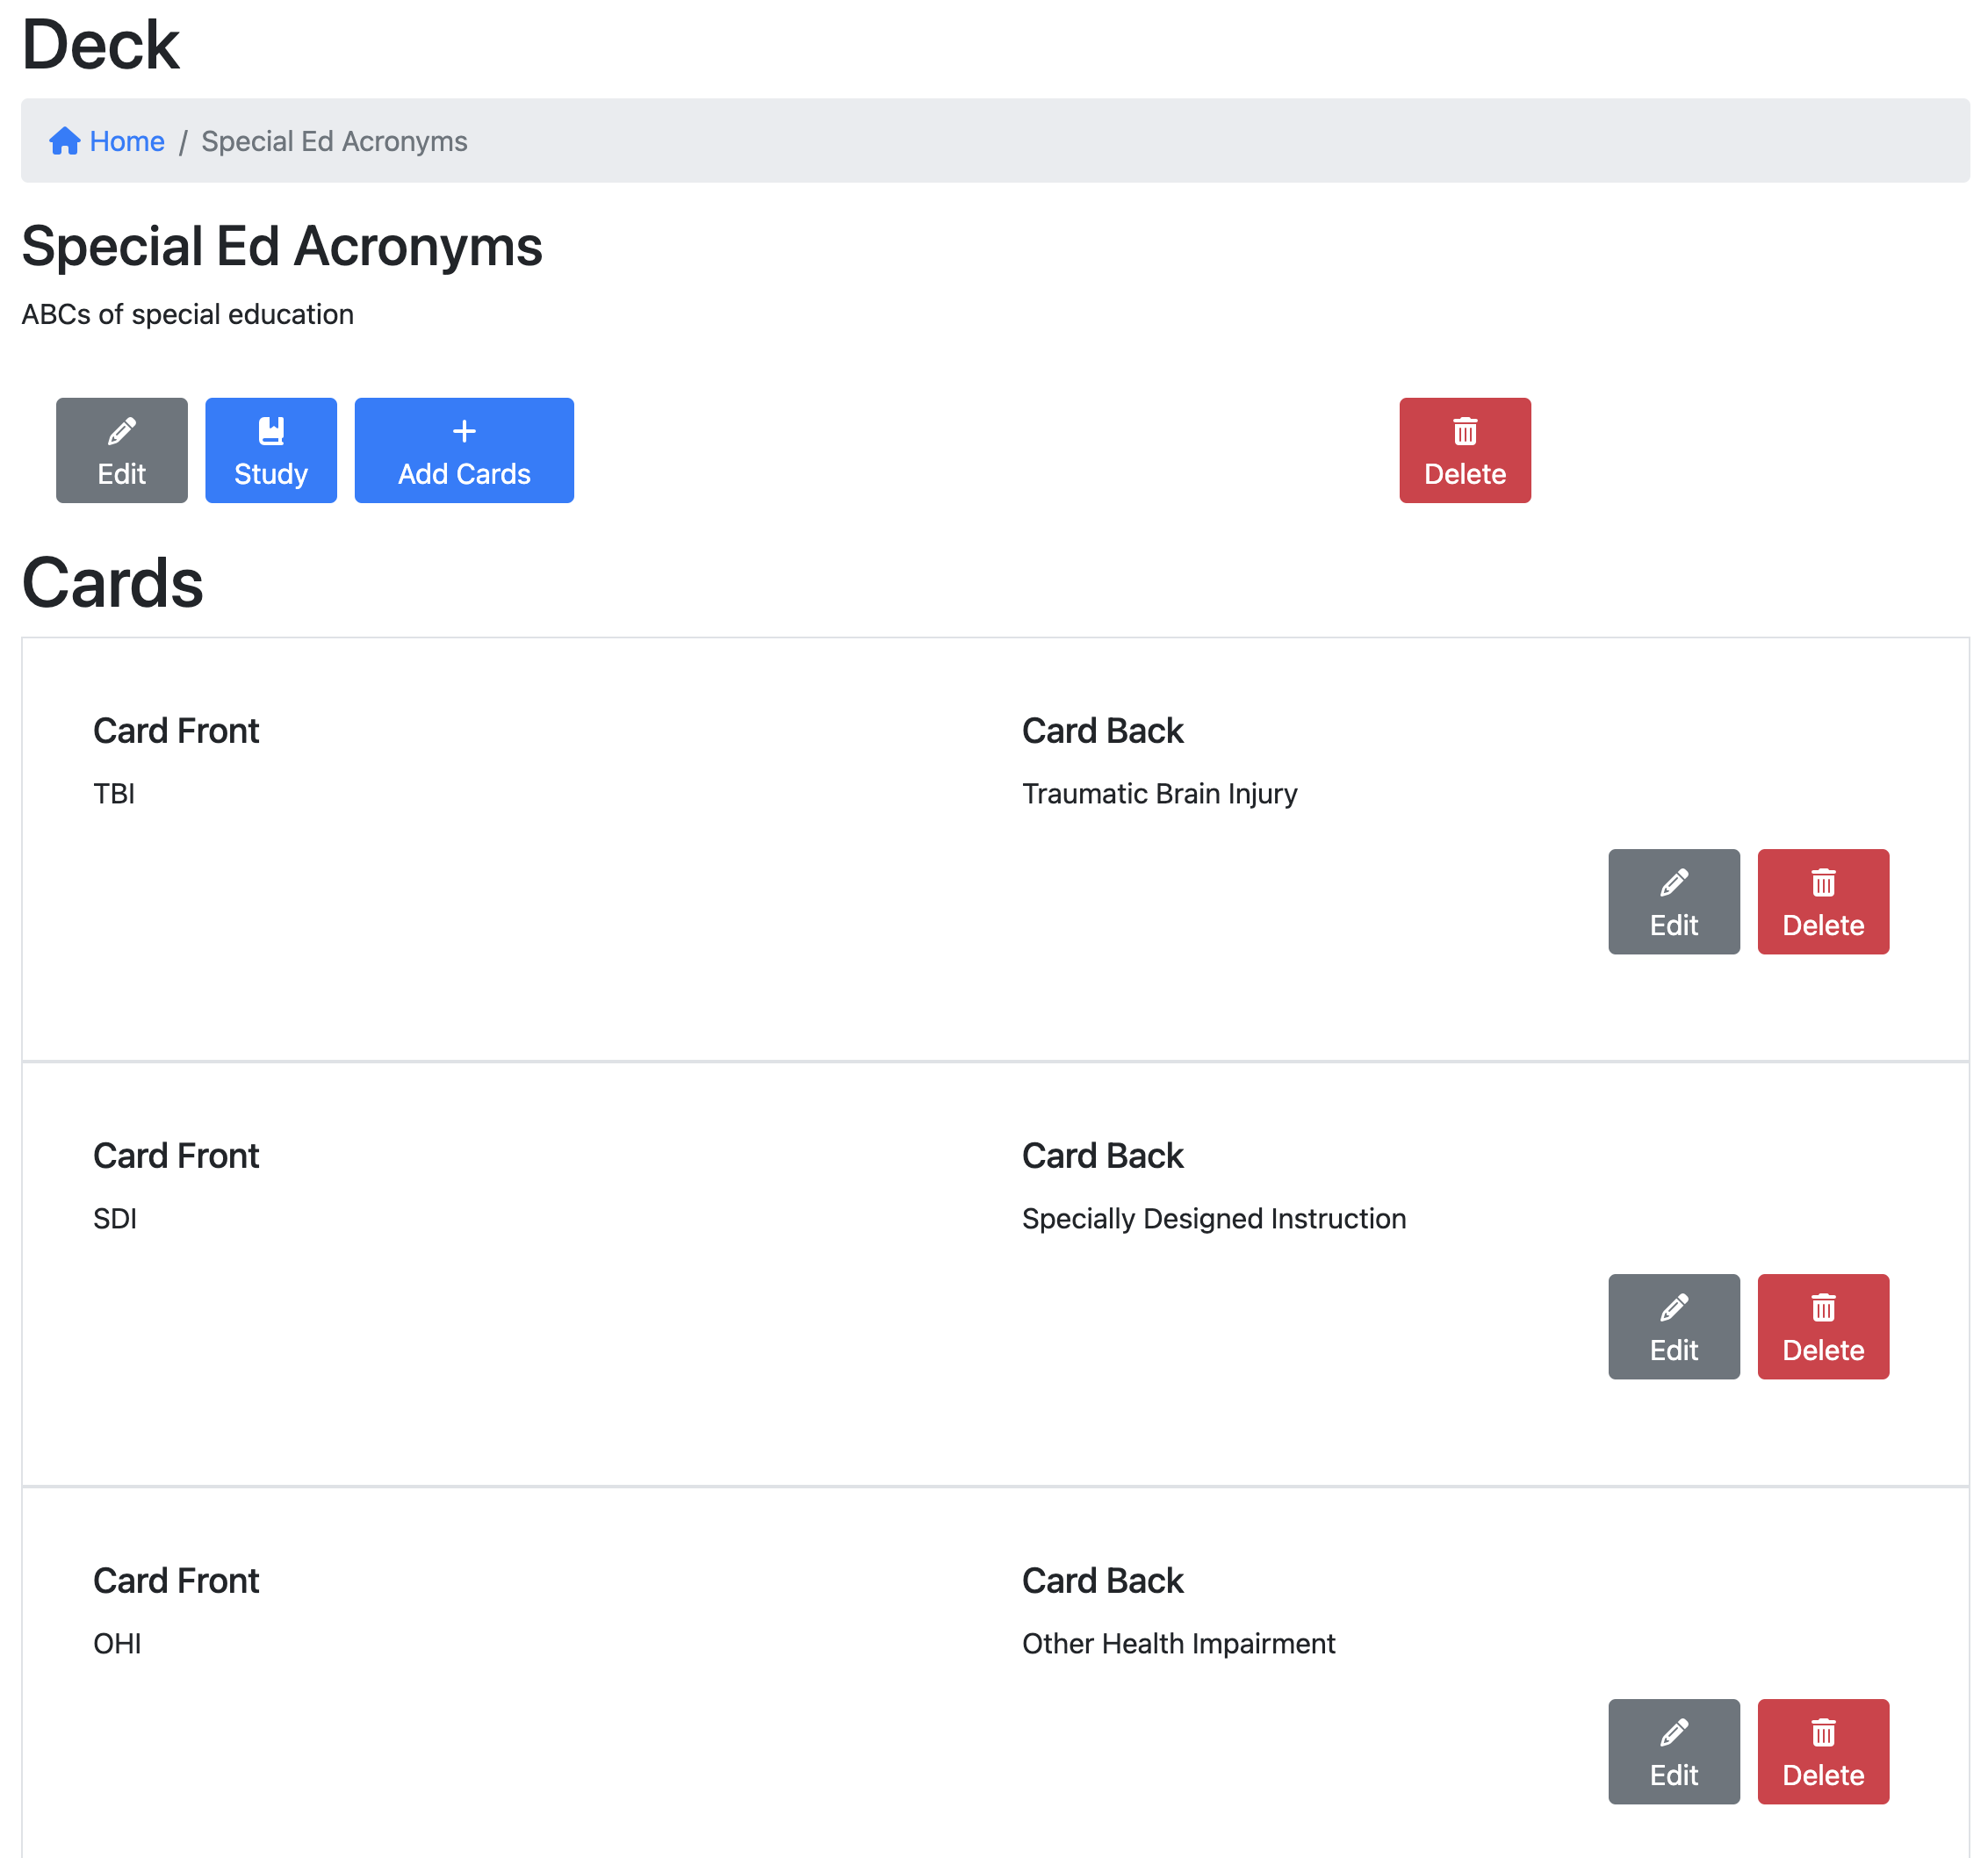 Deck
Home / Special Ed Acronyms
Special Ed Acronyms
ABCs of special education
Edit Study Add Cards Delete
Cards
Card Front Card Back
TBI Traumatic Brain Injury
Edit Delete
Card Front Card Back
SDI Specially Designed Instruction
Edit Delete
Card Front Card Back
OHI Other Health Impairment
Edit Delete